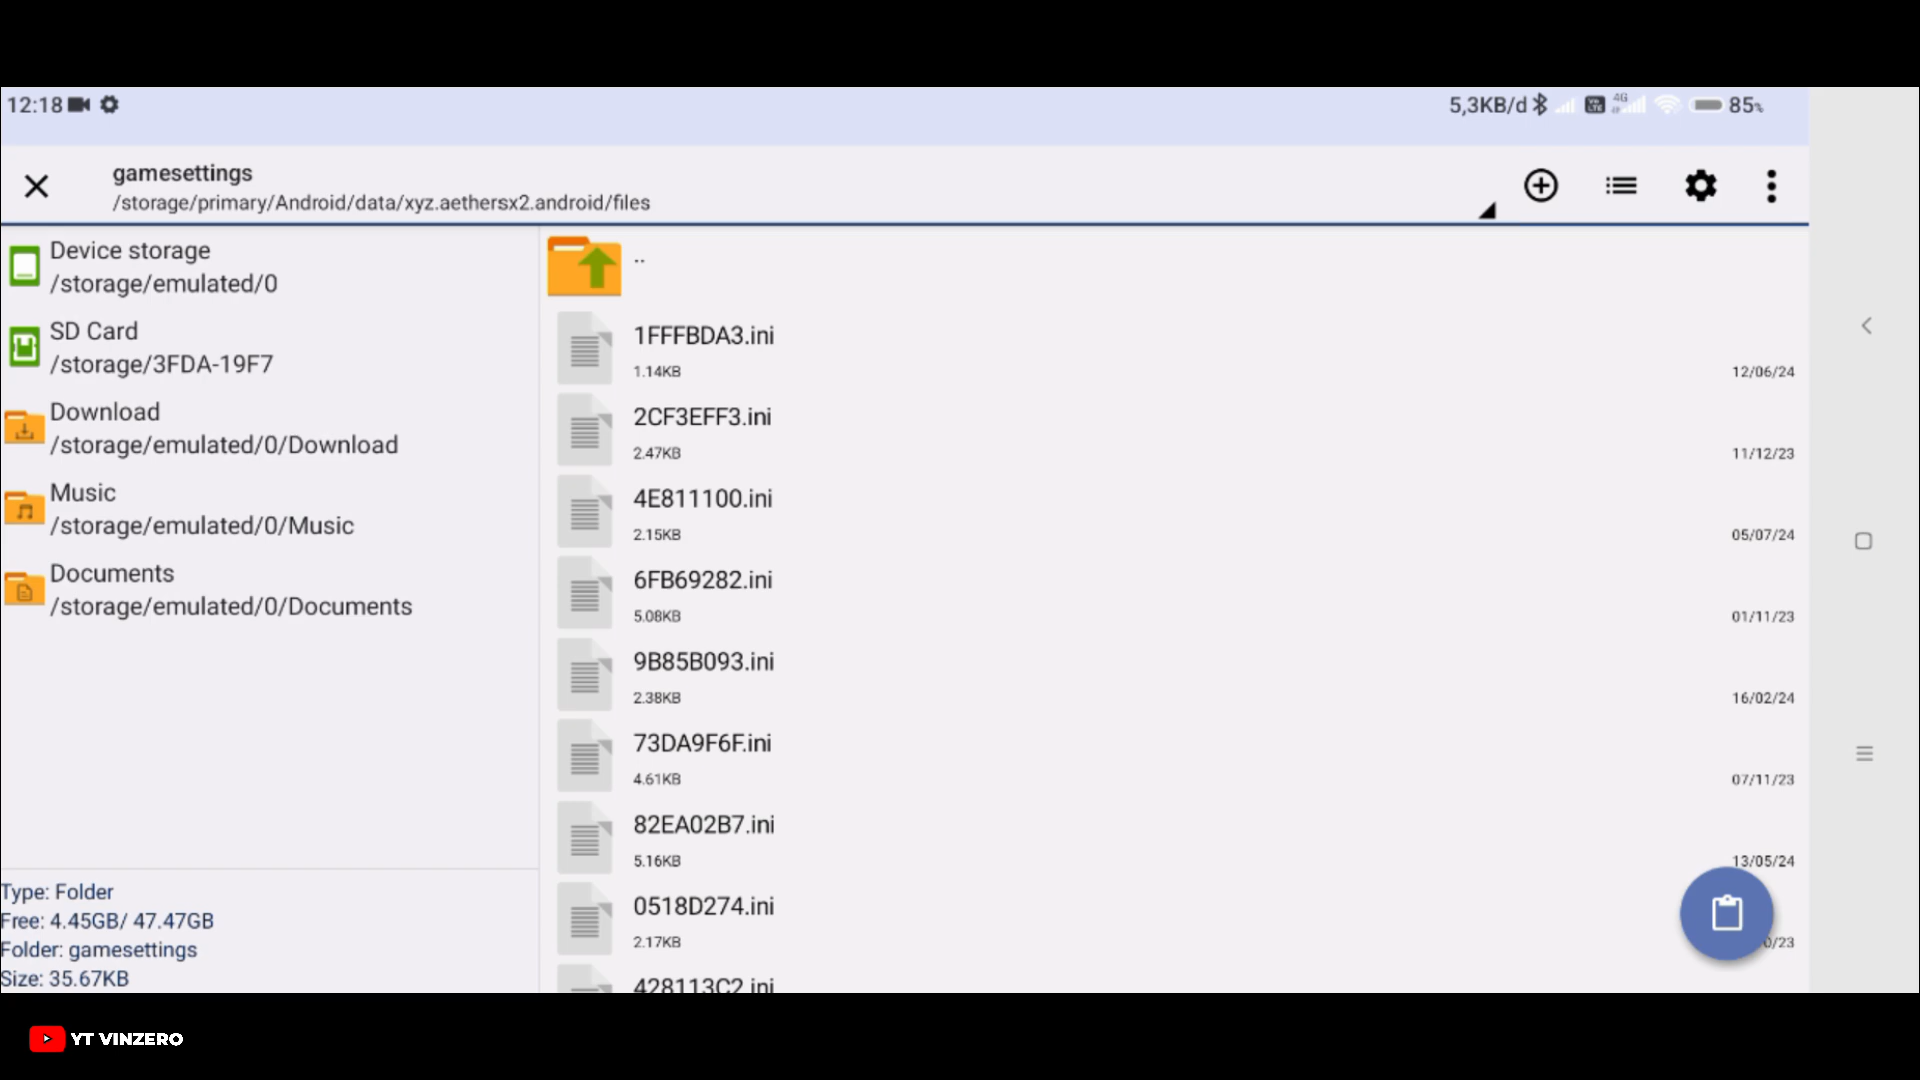 12:18
5,3KB/d
4G
85%
gamesettings
/storage/primary/Android/data/xyz.aethersx2.android/files
Device storage
/storage/emulated/0
SD Card
/storage/3FDA-19F7
Download
/storage/emulated/0/Download
Music
/storage/emulated/0/Music
Documents
/storage/emulated/0/Documents
Type: Folder
Free: 4.45GB/ 47.47GB
Folder: gamesettings
Size: 35.67KB
..
1FFFBDA3.ini
1.14KB
12/06/24
2CF3EFF3.ini
2.47KB
11/12/23
4E811100.ini
2.15KB
05/07/24
6FB69282.ini
5.08KB
01/11/23
9B85B093.ini
2.38KB
16/02/24
73DA9F6F.ini
4.61KB
07/11/23
82EA02B7.ini
5.16KB
13/05/24
0518D274.ini
2.17KB
0/23
428113C2.ini
YT VINZERO